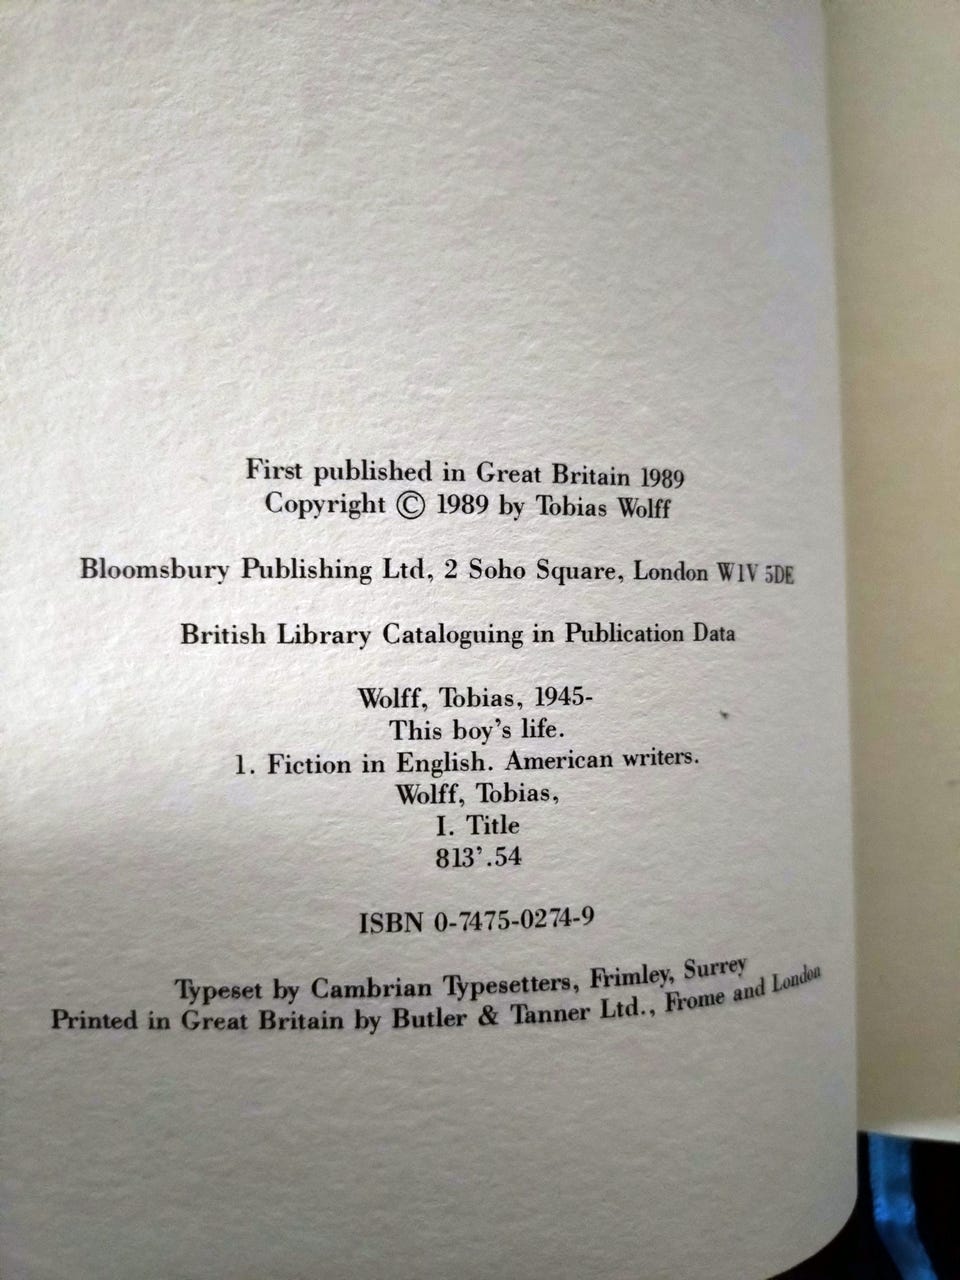 First published in Great Britain 1989
Copyright © 1989 by Tobias Wolff
Bloomsbury Publishing Ltd, 2 Soho Square, London W1V 5DE
British Library Cataloguing in Publication Data
Wolff, Tobias, 1945-
This boy's life.
1. Fiction in English. American writers.
Wolff, Tobias,
I. Title
813'.54
ISBN 0-7475-0274-9
Typeset by Cambrian Typesetters, Frimley, Surrey
Printed in Great Britain by Butler & Tanner Ltd., Frome and London